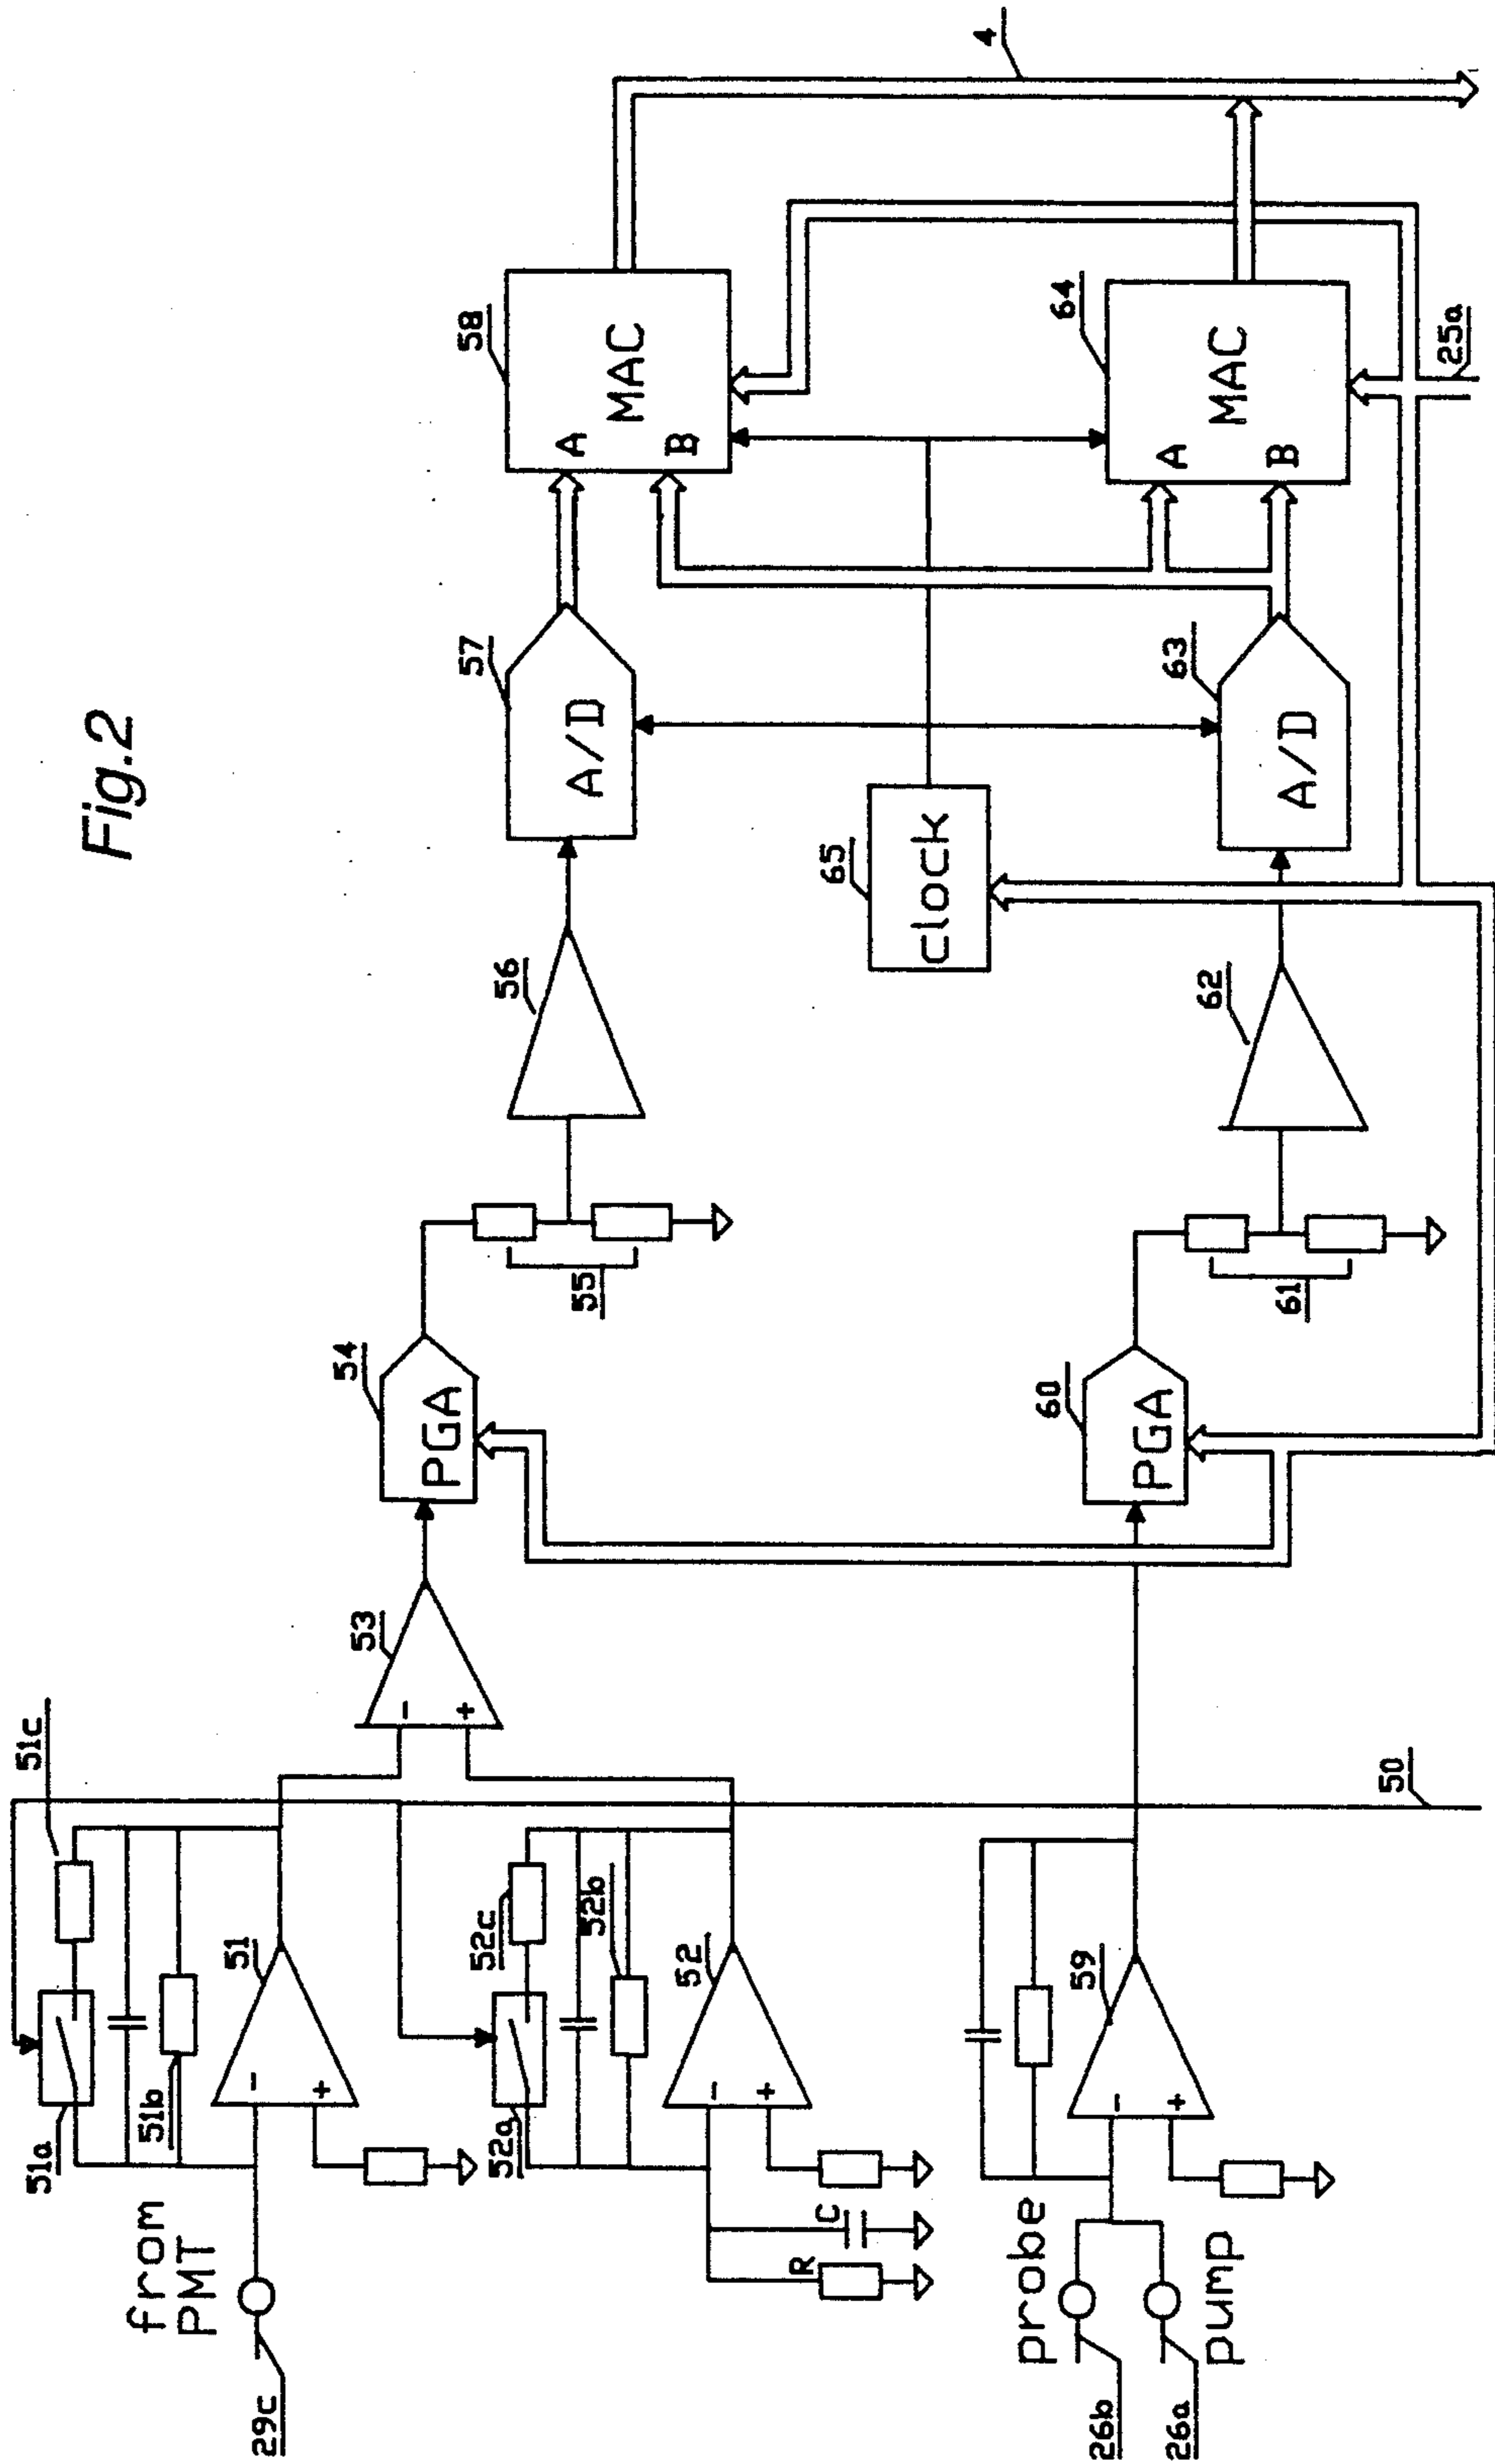 Fig.2
51c
51a
51b
51
from
PMT
29c
52c
52a
52b
52
-
+
-
+
R
C
53
-
+
54
PGA
55
56
57
A/D
58
A
B
MAC
4
65
clock
probe
pump
26b
26a
59
-
+
50
60
PGA
61
62
63
A/D
64
A
B
MAC
25a